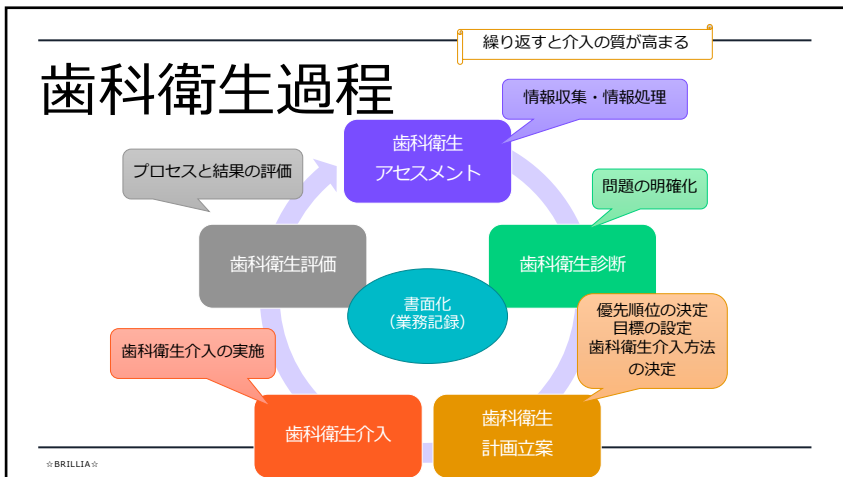 繰り返すと介入の質が高まる
歯科衛生過程
情報収集・情報処理
歯科衛生
アセスメント
プロセスと結果の評価
問題の明確化
歯科衛生評価
歯科衛生診断
書面化
（業務記録）
優先順位の決定
目標の設定
歯科衛生介入方法
の決定
歯科衛生介入の実施
歯科衛生介入
歯科衛生
計画立案
☆BRILLIA☆